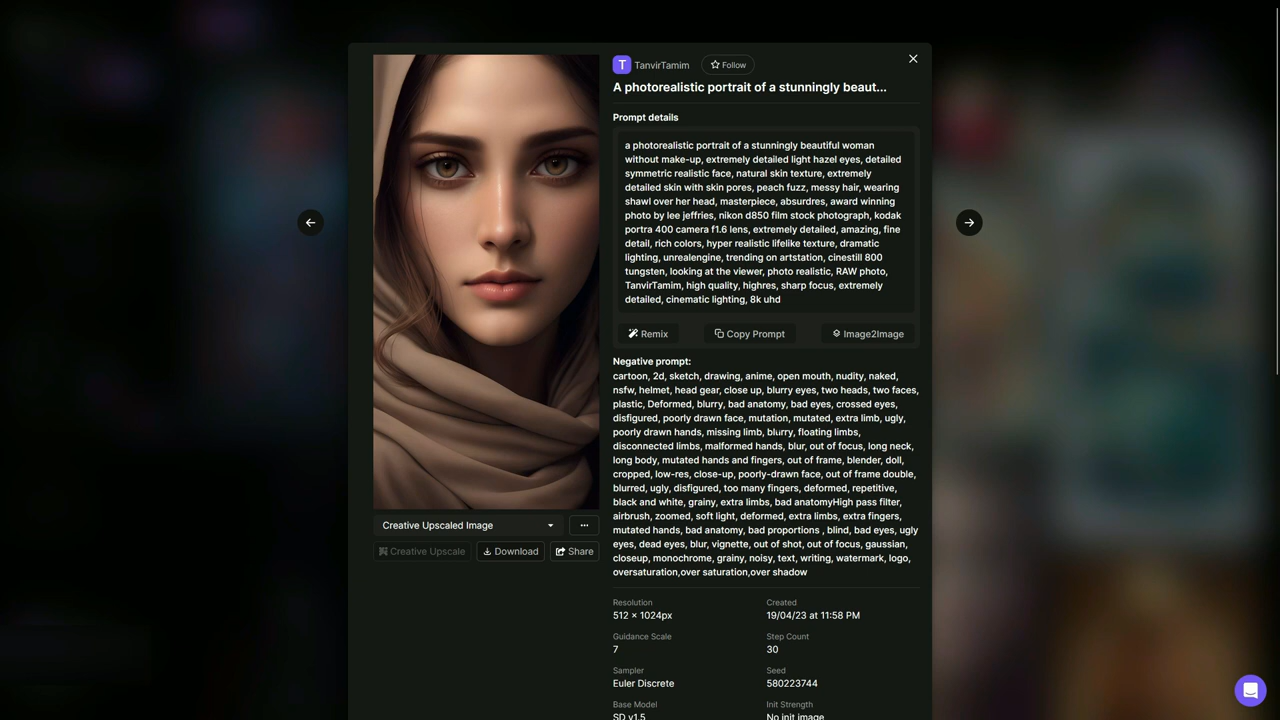 T TanvirTamim Follow
A photorealistic portrait of a stunningly beaut...
Prompt details
a photorealistic portrait of a stunningly beautiful woman
without make-up, extremely detailed light hazel eyes, detailed
symmetric realistic face, natural skin texture, extremely
detailed skin with skin pores, peach fuzz, messy hair, wearing
shawl over her head, masterpiece, absurdres, award winning
photo by lee jeffries, nikon d850 film stock photograph, kodak
portra 400 camera f1.6 lens, extremely detailed, amazing, fine
detail, rich colors, hyper realistic lifelike texture, dramatic
lighting, unrealengine, trending on artstation, cinestill 800
tungsten, looking at the viewer, photo realistic, RAW photo,
TanvirTamim, high quality, highres, sharp focus, extremely
detailed, cinematic lighting, 8k uhd
Remix Copy Prompt Image2Image
Negative prompt:
cartoon, 2d, sketch, drawing, anime, open mouth, nudity, naked,
nsfw, helmet, head gear, close up, blurry eyes, two heads, two faces,
plastic, Deformed, blurry, bad anatomy, bad eyes, crossed eyes,
disfigured, poorly drawn face, mutation, mutated, extra limb, ugly,
poorly drawn hands, missing limb, blurry, floating limbs,
disconnected limbs, malformed hands, blur, out of focus, long neck,
long body, mutated hands and fingers, out of frame, blender, doll,
cropped, low-res, close-up, poorly-drawn face, out of frame double,
blurred, ugly, disfigured, too many fingers, deformed, repetitive,
black and white, grainy, extra limbs, bad anatomyHigh pass filter,
airbrush, zoomed, soft light, deformed, extra limbs, extra fingers,
mutated hands, bad anatomy, bad proportions , blind, bad eyes, ugly
eyes, dead eyes, blur, vignette, out of shot, out of focus, gaussian,
closeup, monochrome, grainy, noisy, text, writing, watermark, logo,
oversaturation,over saturation,over shadow
Creative Upscaled Image ...
Creative Upscale Download Share
Resolution Created
512 × 1024px 19/04/23 at 11:58 PM
Guidance Scale Step Count
7 30
Sampler Seed
Euler Discrete 580223744
Base Model Init Strength
SD v1.5 No init image